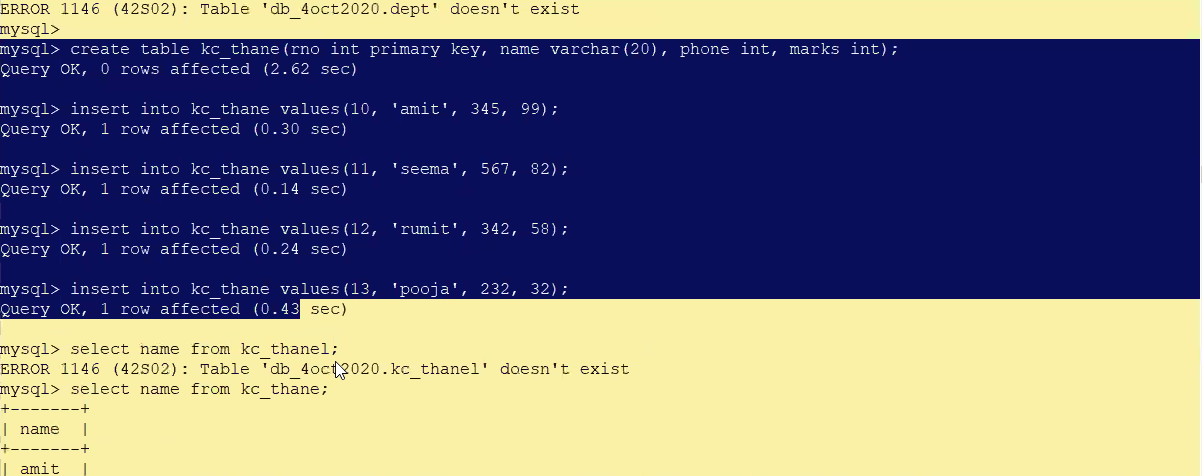 ERROR 1146 (42S02): Table 'db_4oct2020.dept' doesn't exist
mysql>
mysql> create table kc_thane(rno int primary key, name varchar(20), phone int, marks int);
Query OK, 0 rows affected (2.62 sec)
mysql> insert into kc_thane values(10, 'amit', 345, 99);
Query OK, 1 row affected (0.30 sec)
mysql> insert into kc_thane values(11, 'seema', 567, 82);
Query OK, 1 row affected (0.14 sec)
mysql> insert into kc_thane values(12, 'rumit', 342, 58);
Query OK, 1 row affected (0.24 sec)
mysql> insert into kc_thane values(13, 'pooja', 232, 32);
Query OK, 1 row affected (0.43 sec)
mysql> select name from kc_thanel;
ERROR 1146 (42S02): Table 'db_4oct2020.kc_thanel' doesn't exist
mysql> select name from kc_thane;
+-------+
| name  |
+-------+
| amit  |